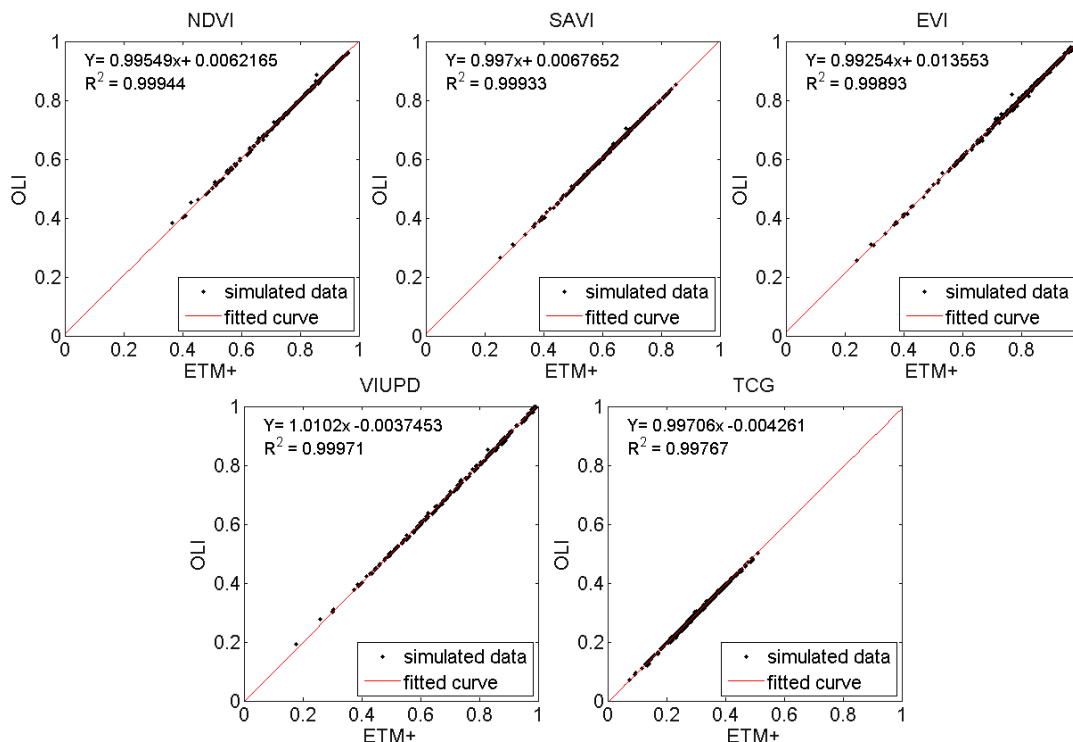 NDVI
Y= 0.99549x+ 0.0062165
R² = 0.99944
1
0.8
0.6
0.4
0.2
0
OLI
simulated data
fitted curve
0 0.2 0.4 0.6 0.8 1
ETM+
SAVI
Y= 0.997x+ 0.0067652
R² = 0.99933
1
0.8
0.6
0.4
0.2
0
OLI
simulated data
fitted curve
0 0.2 0.4 0.6 0.8 1
ETM+
EVI
Y= 0.99254x+ 0.013553
R² = 0.99893
1
0.8
0.6
0.4
0.2
0
OLI
simulated data
fitted curve
0 0.2 0.4 0.6 0.8
ETM+
VIUPD
Y= 1.0102x -0.0037453
R² = 0.99971
1
0.8
0.6
0.4
0.2
0
OLI
simulated data
fitted curve
0 0.2 0.4 0.6 0.8 1
ETM+
TCG
Y= 0.99706x -0.004261
R² = 0.99767
1
0.8
0.6
0.4
0.2
0
OLI
simulated data
fitted curve
0 0.2 0.4 0.6 0.8 1
ETM+